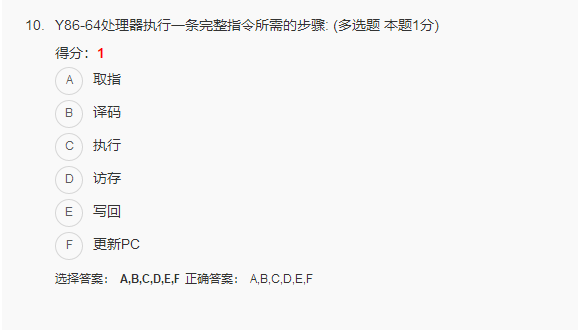 10. Y86-64处理器执行一条完整指令所需的步骤: (多选题 本题1分)
得分：1
A 取指
B 译码
C 执行
D 访存
E 写回
F 更新PC
选择答案： A,B,C,D,E,F 正确答案： A,B,C,D,E,F